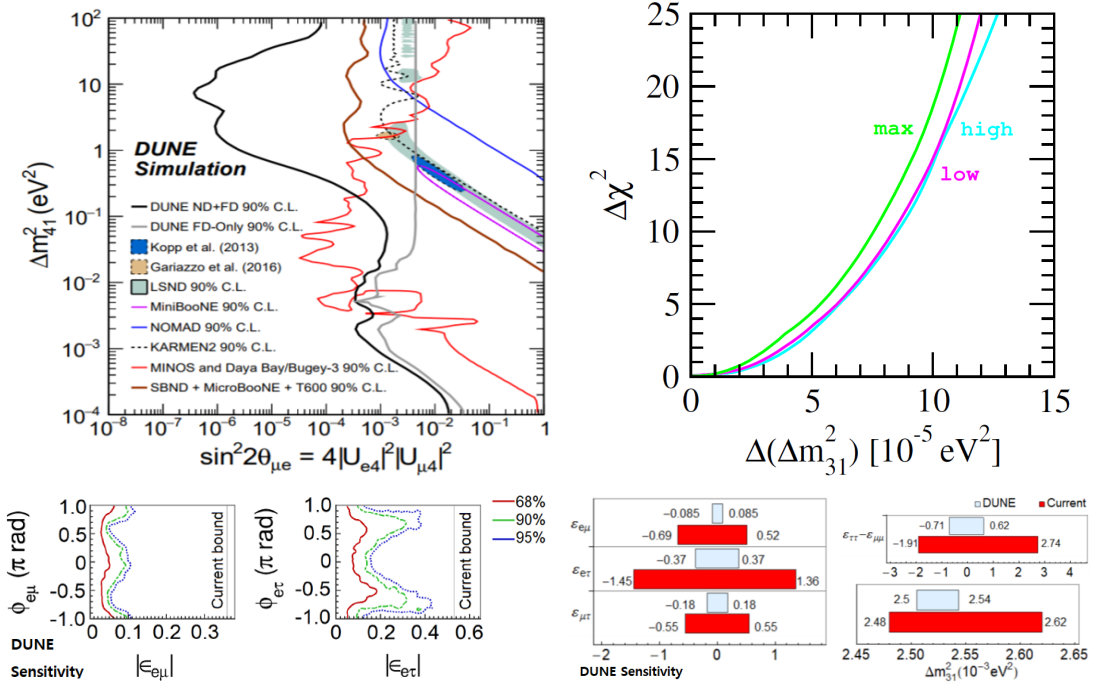 10²
10
1
10⁻¹
10⁻²
10⁻³
10⁻⁴
Δm²₄₁ (eV²)
DUNE
Simulation
DUNE ND+FD 90% C.L.
DUNE FD-Only 90% C.L.
Kopp et al. (2013)
Gariazzo et al. (2016)
LSND 90% C.L.
MiniBooNE 90% C.L.
NOMAD 90% C.L.
KARMEN2 90% C.L.
MINOS and Daya Bay/Bugey-3 90% C.L.
SBND + MicroBooNE + T600 90% C.L.
10⁻⁸ 10⁻⁷ 10⁻⁶ 10⁻⁵ 10⁻⁴ 10⁻³ 10⁻² 10⁻¹ 1
sin²2θμe = 4|Ue4|²|Uμ4|²
25
20
15
10
5
0
Δχ²
max
high
low
0 5 10 15
Δ(Δm²₃₁) [10⁻⁵ eV²]
1.0
0.5
0
-0.5
-1.0
ϕeμ (π rad)
Current bound
0 0.1 0.2 0.3
|ϵeμ|
DUNE
Sensitivity
1.0
0.5
0
-0.5
-1.0
ϕeτ (π rad)
Current bound
0 0.2 0.4 0.6
|ϵeτ|
68%
90%
95%
εeμ
εeτ
εμτ
−0.085 0.085
−0.69 0.52
−0.37 0.37
−1.45 1.36
−0.18 0.18
−0.55 0.55
−2 −1 0 1 2
DUNE Sensitivity
DUNE Current
εττ−εμμ
−0.71 0.62
−1.91 2.74
−3 −2 −1 0 1 2 3 4
2.5 2.54
2.48 2.62
2.45 2.50 2.55 2.60 2.65
Δm²₃₁(10⁻³eV²)